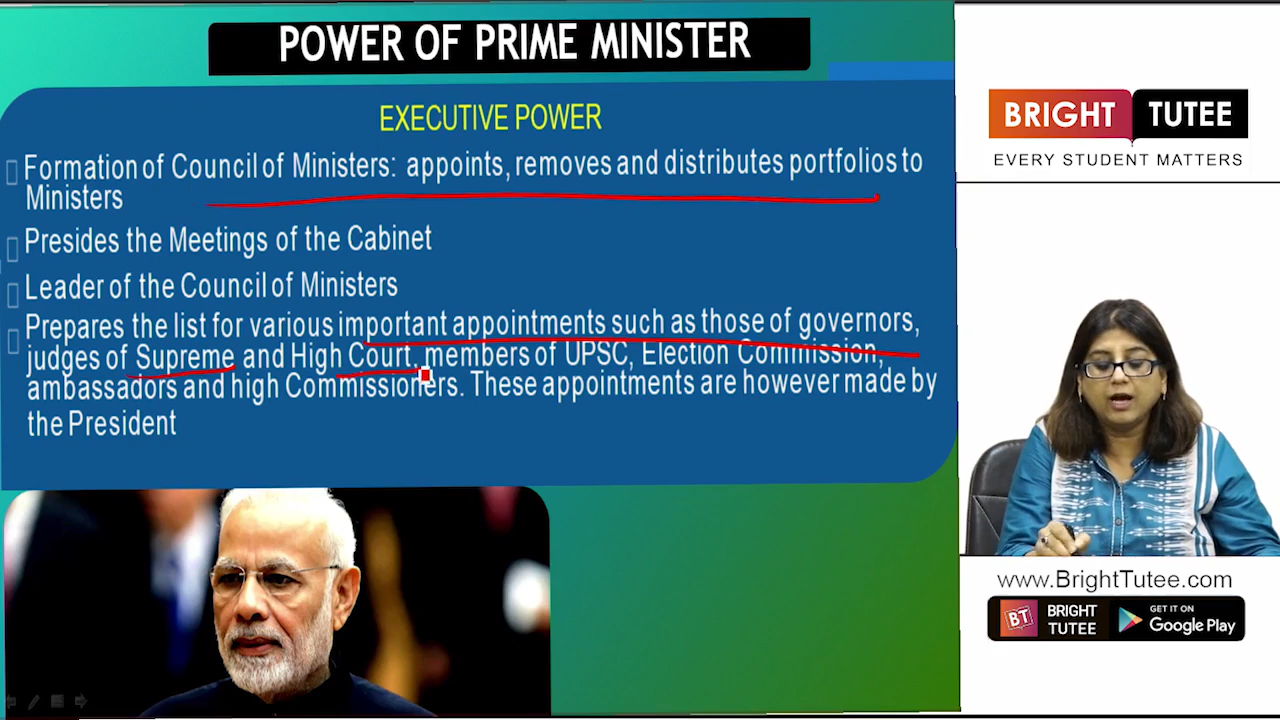 POWER OF PRIME MINISTER
EXECUTIVE POWER
Formation of Council of Ministers: appoints, removes and distributes portfolios to
Ministers
Presides the Meetings of the Cabinet
Leader of the Council of Ministers
Prepares the list for various important appointments such as those of governors,
judges of Supreme and High Court, members of UPSC, Election Commission,
ambassadors and high Commissioners. These appointments are however made by
the President
BRIGHT TUTEE
EVERY STUDENT MATTERS
www.BrightTutee.com
BT
BRIGHT
TUTEE
GET IT ON
Google Play